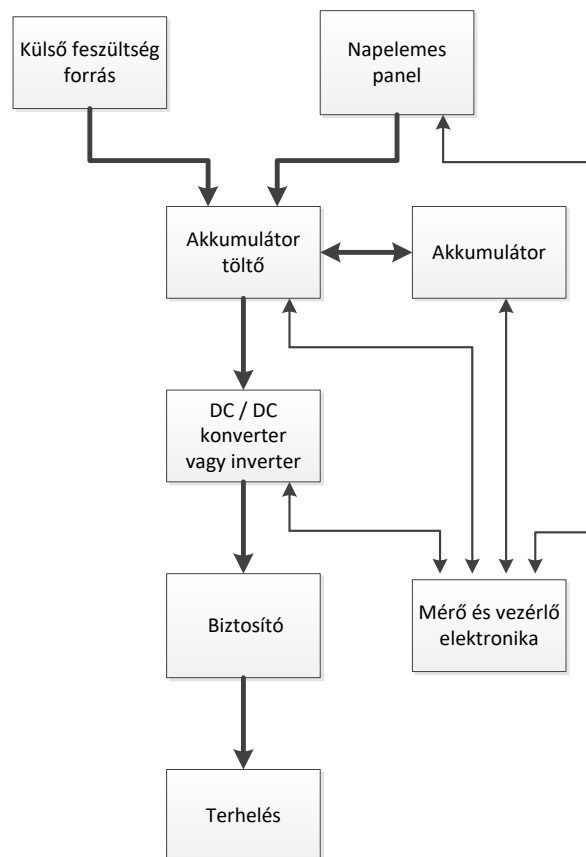 Külső feszültség
forrás
Napelemes
panel
Akkumulátor
töltő
Akkumulátor
DC / DC
konverter
vagy inverter
Biztosító
Mérő és vezérlő
elektronika
Terhelés